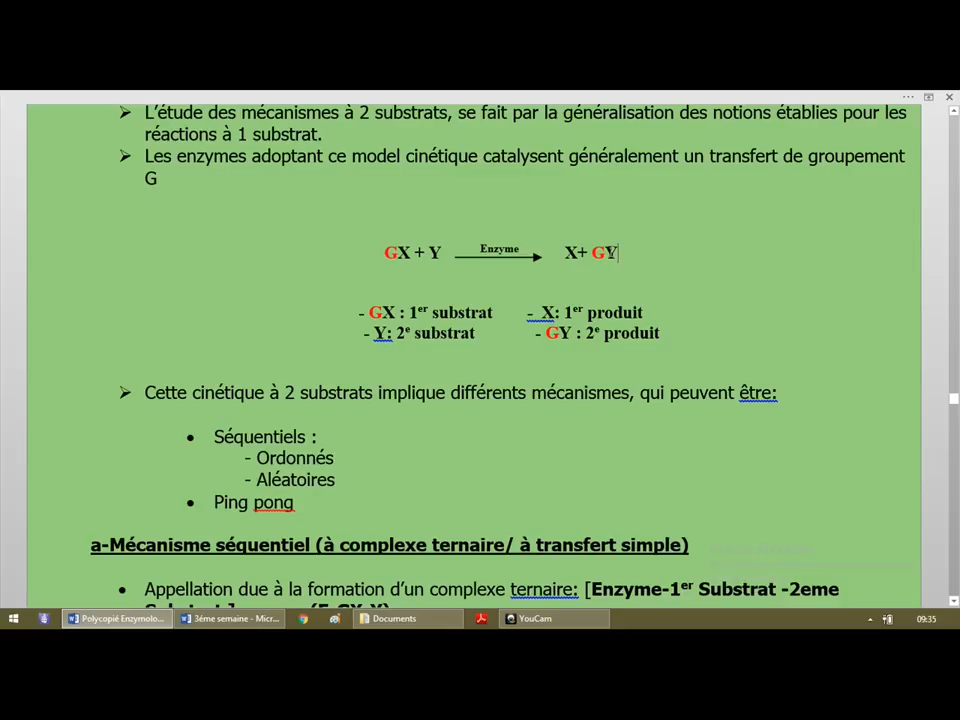 ➢ L'étude des mécanismes à 2 substrats, se fait par la généralisation des notions établies pour les
réactions à 1 substrat.
➢ Les enzymes adoptant ce model cinétique catalysent généralement un transfert de groupement
G
GX + Y Enzyme X+ GY
- GX : 1er substrat - X: 1er produit
- Y: 2e substrat - GY : 2e produit
➢ Cette cinétique à 2 substrats implique différents mécanismes, qui peuvent être:
• Séquentiels :
- Ordonnés
- Aléatoires
• Ping pong
a-Mécanisme séquentiel (à complexe ternaire/ à transfert simple)
• Appellation due à la formation d'un complexe ternaire: [Enzyme-1er Substrat -2eme
Polycopié Enzymolo... 3éme semaine - Micr... Documents YouCam 09:35